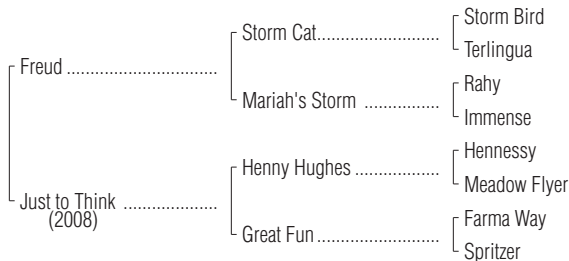 Storm Bird
Storm Cat................................
Terlingua
Freud ................................
Rahy
Mariah's Storm ................
Immense
Hennessy
Henny Hughes ..................
Meadow Flyer
Just to Think ....................
(2008)
Farma Way
Great Fun..........................
Spritzer